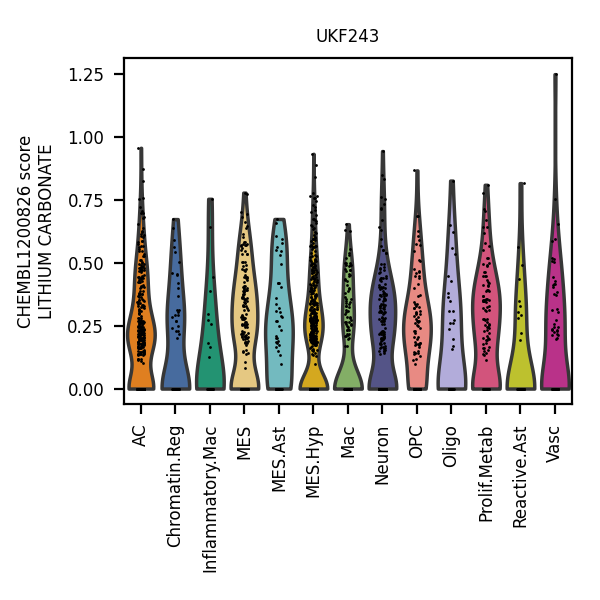 UKF243
CHEMBL1200826 score
LITHIUM CARBONATE
1.25
1.00
0.75
0.50
0.25
0.00
AC
Chromatin.Reg
Inflammatory.Mac
MES
MES.Ast
MES.Hyp
Mac
Neuron
OPC
Oligo
Prolif.Metab
Reactive.Ast
Vasc